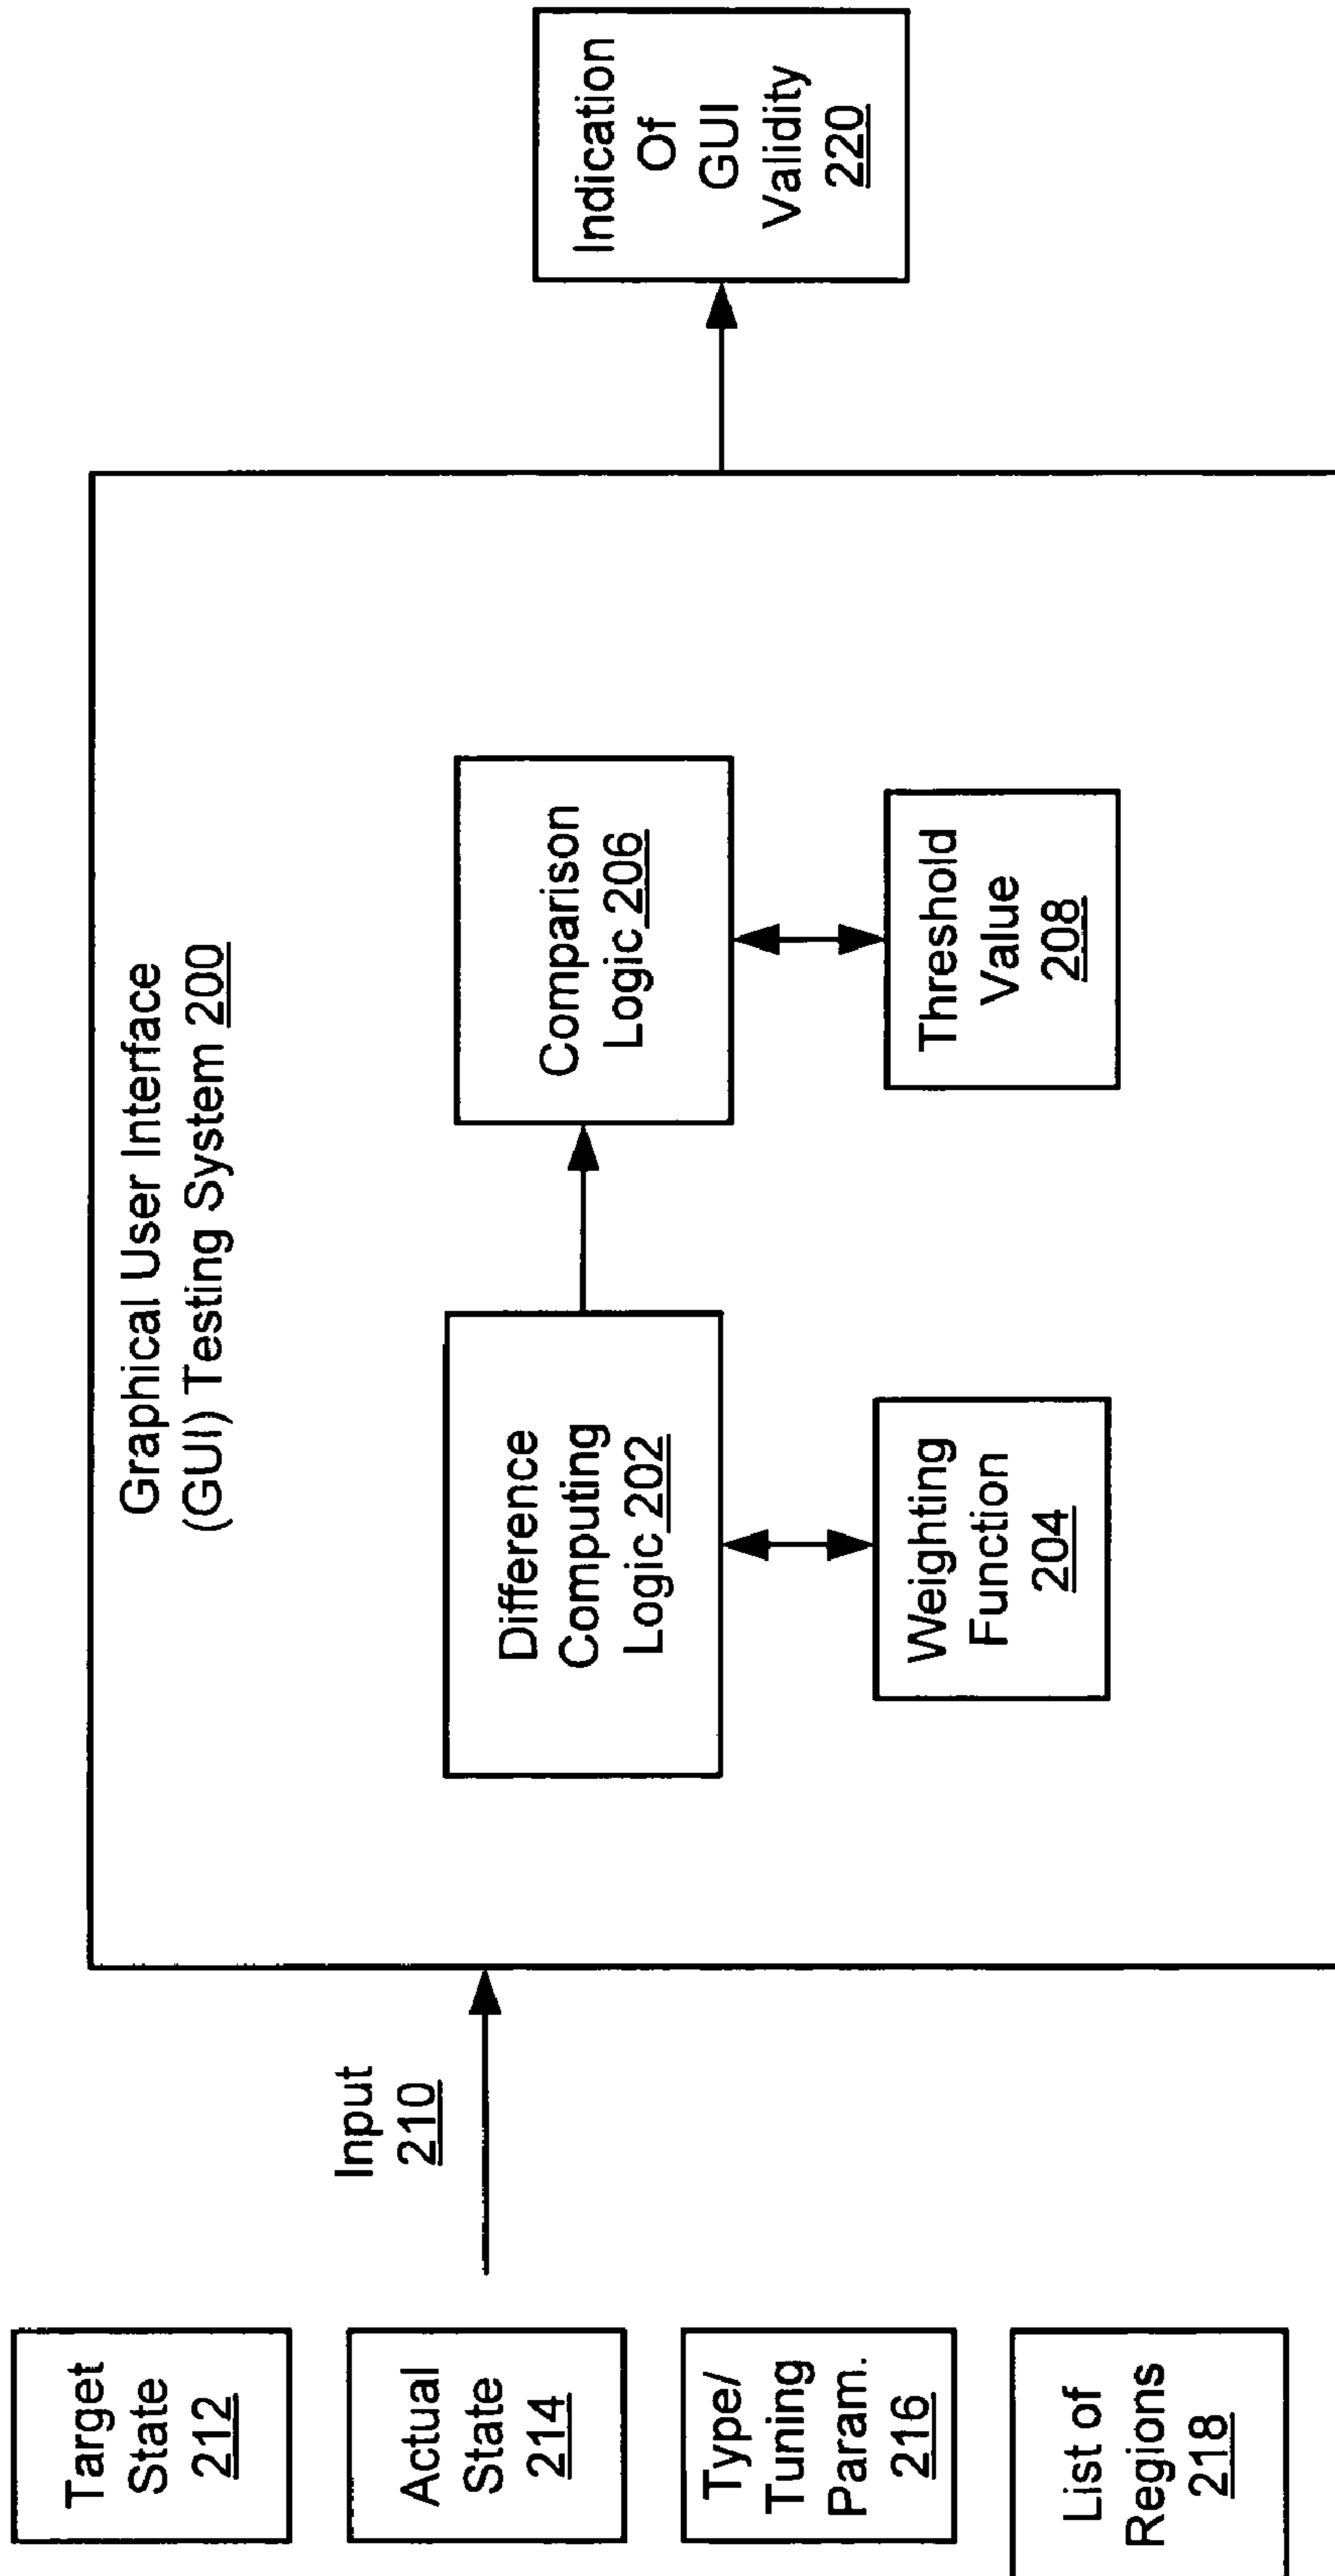 Target
State
212
Actual
State
214
Type/
Tuning
Param.
216
List of
Regions
218
Input
210
Graphical User Interface
(GUI) Testing System 200
Difference
Computing
Logic 202
Weighting
Function
204
Comparison
Logic 206
Threshold
Value
208
Indication
Of
GUI
Validity
220